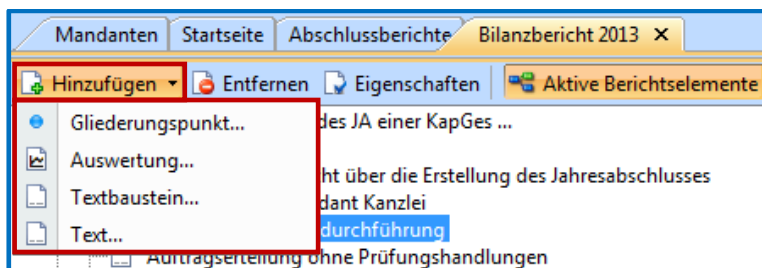 Mandanten Startseite Abschlussberichte Bilanzbericht 2013 ×
Hinzufügen Entfernen Eigenschaften Aktive Berichtselemente
Gliederungspunkt... des JA einer KapGes ...
Auswertung...
ht über die Erstellung des Jahresabschlusses
Textbaustein... dant Kanzlei
Text... durchführung
Auftragserteilung ohne Prüfungshandlungen